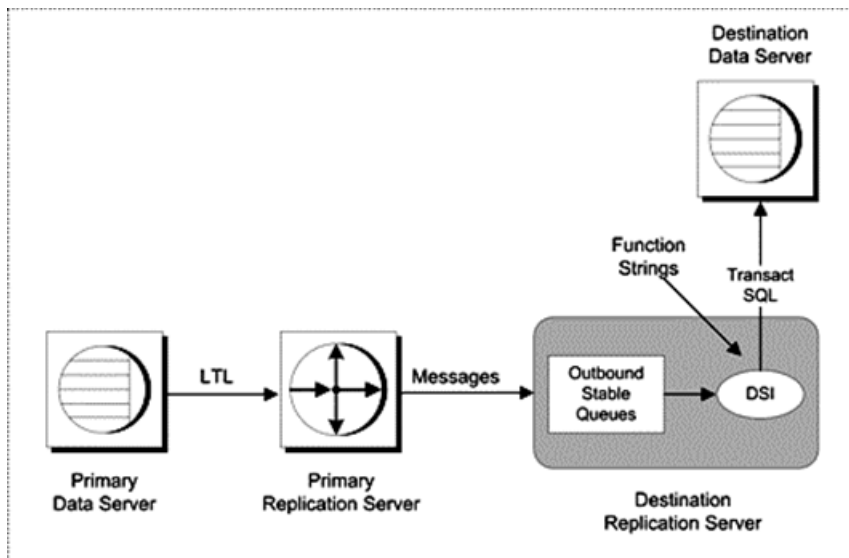 Destination
Data Server
Function
Strings
Transact
SQL
LTL
Messages
Outbound
Stable
Queues
DSI
Primary
Data Server
Primary
Replication Server
Destination
Replication Server